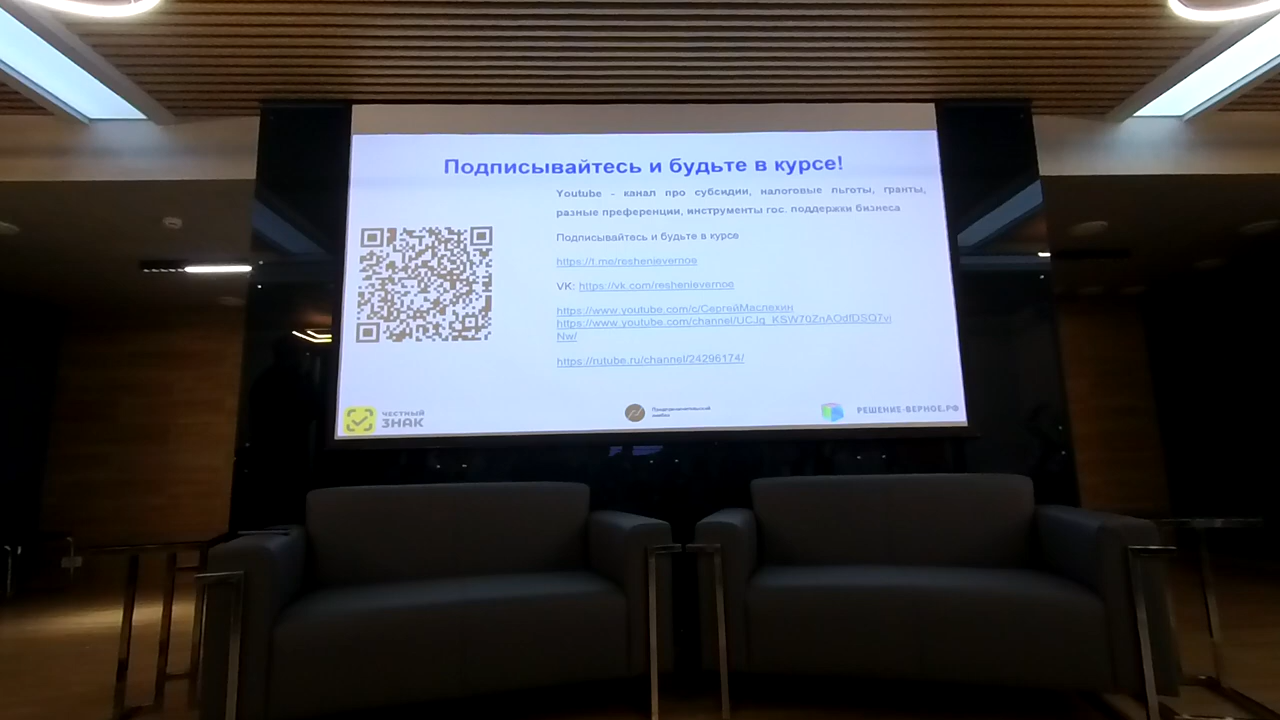 Подписывайтесь и будьте в курсе!
Youtube - канал про субсидии, налоговые льготы, гранты,
разные преференции, инструменты гос. поддержки бизнеса
Подписывайтесь и будьте в курсе
https://t.me/reshenievernoe
VK: https://vk.com/reshenievernoe
https://www.youtube.com/c/СергейМаслехин
https://www.youtube.com/channel/
https://rutube.ru/channel/24296174/
ЧЕСТНЫЙ
ЗНАК
РЕШЕНИЕ-ВЕРНОЕ.РФ